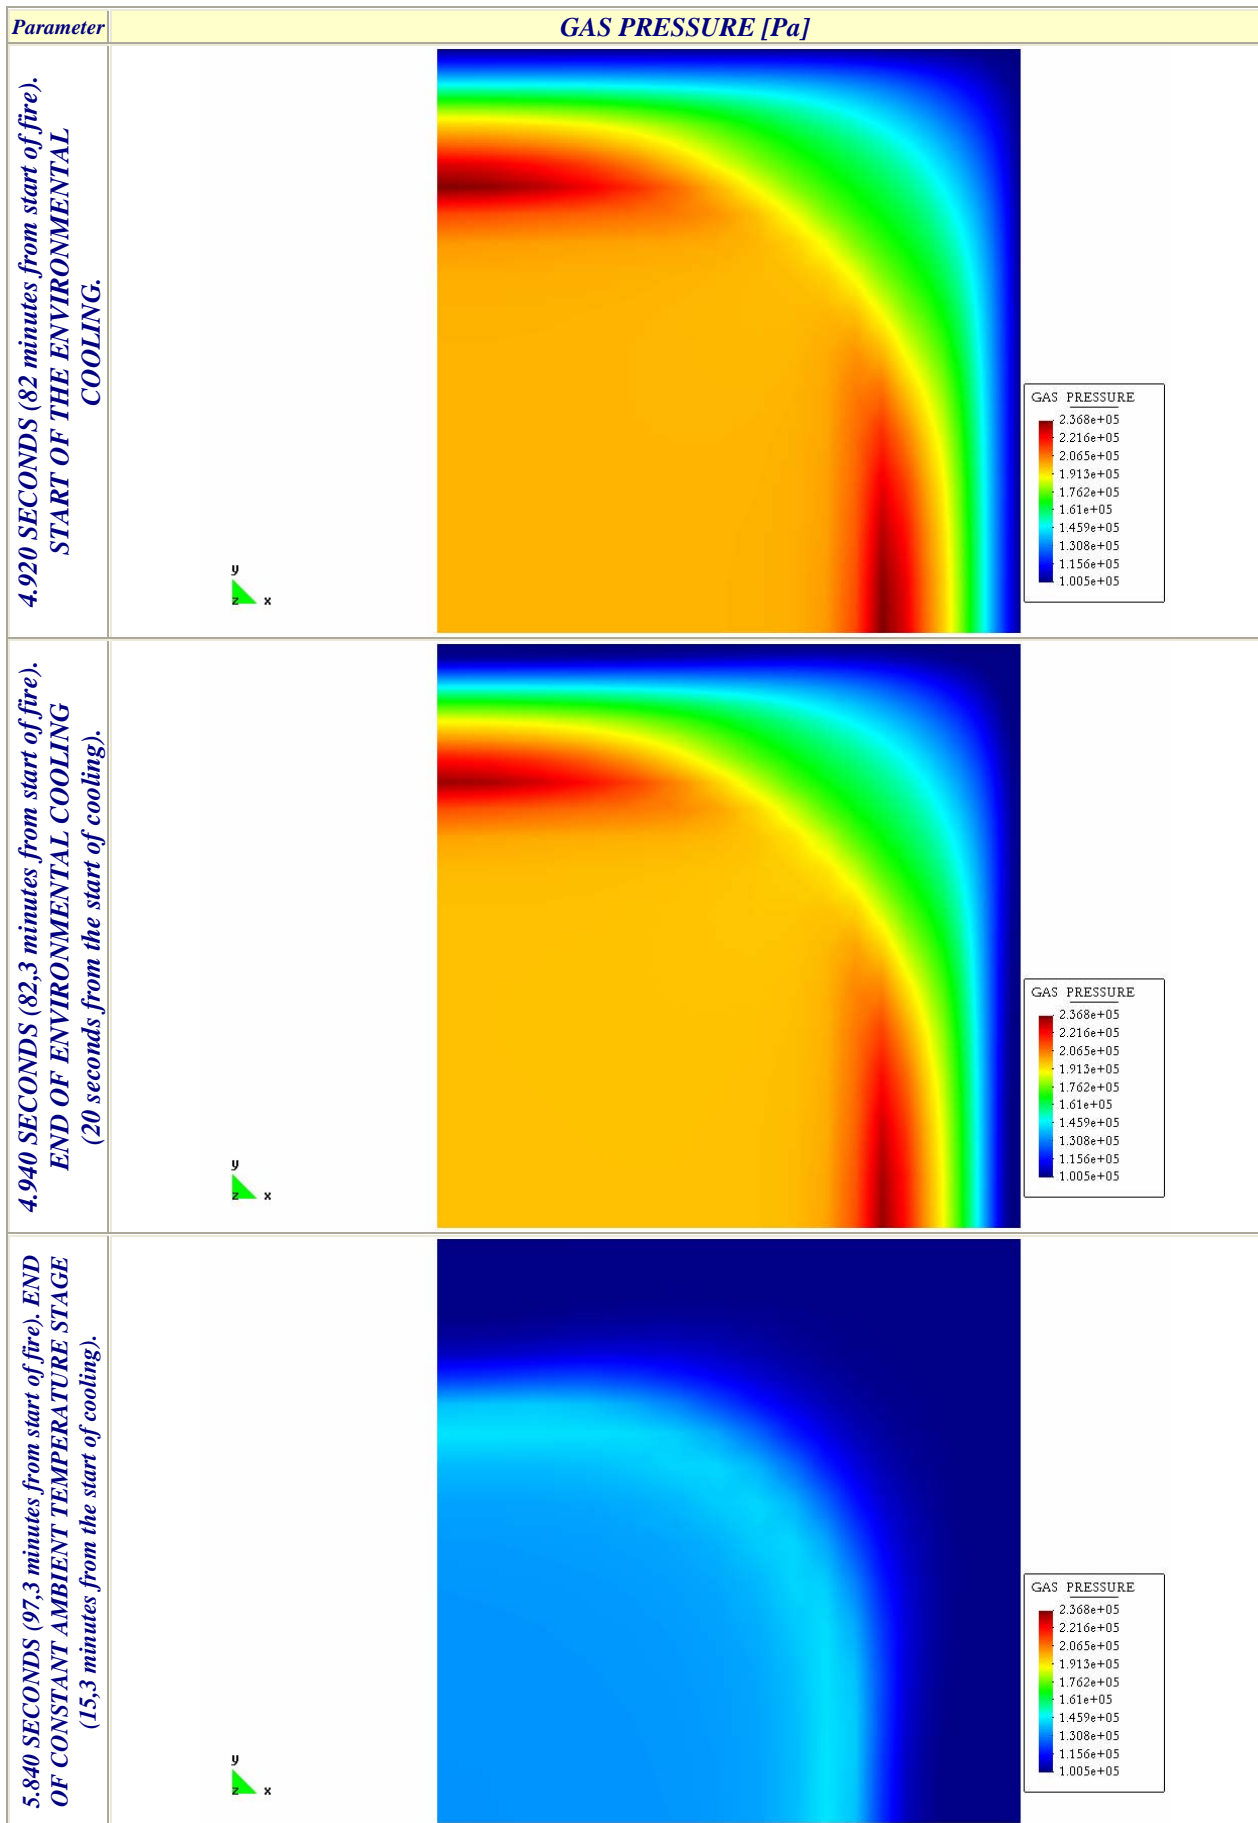 Parameter
GAS PRESSURE [Pa]
4.920 SECONDS (82 minutes from start of fire).
START OF THE ENVIRONMENTAL
COOLING.
y
z x
GAS PRESSURE
2.368e+05
2.216e+05
2.065e+05
1.913e+05
1.762e+05
1.61e+05
1.459e+05
1.308e+05
1.156e+05
1.005e+05
4.940 SECONDS (82,3 minutes from start of fire).
END OF ENVIRONMENTAL COOLING
(20 seconds from the start of cooling).
y
z x
GAS PRESSURE
2.368e+05
2.216e+05
2.065e+05
1.913e+05
1.762e+05
1.61e+05
1.459e+05
1.308e+05
1.156e+05
1.005e+05
5.840 SECONDS (97,3 minutes from start of fire). END
OF CONSTANT AMBIENT TEMPERATURE STAGE
(15,3 minutes from the start of cooling).
y
z x
GAS PRESSURE
2.368e+05
2.216e+05
2.065e+05
1.913e+05
1.762e+05
1.61e+05
1.459e+05
1.308e+05
1.156e+05
1.005e+05